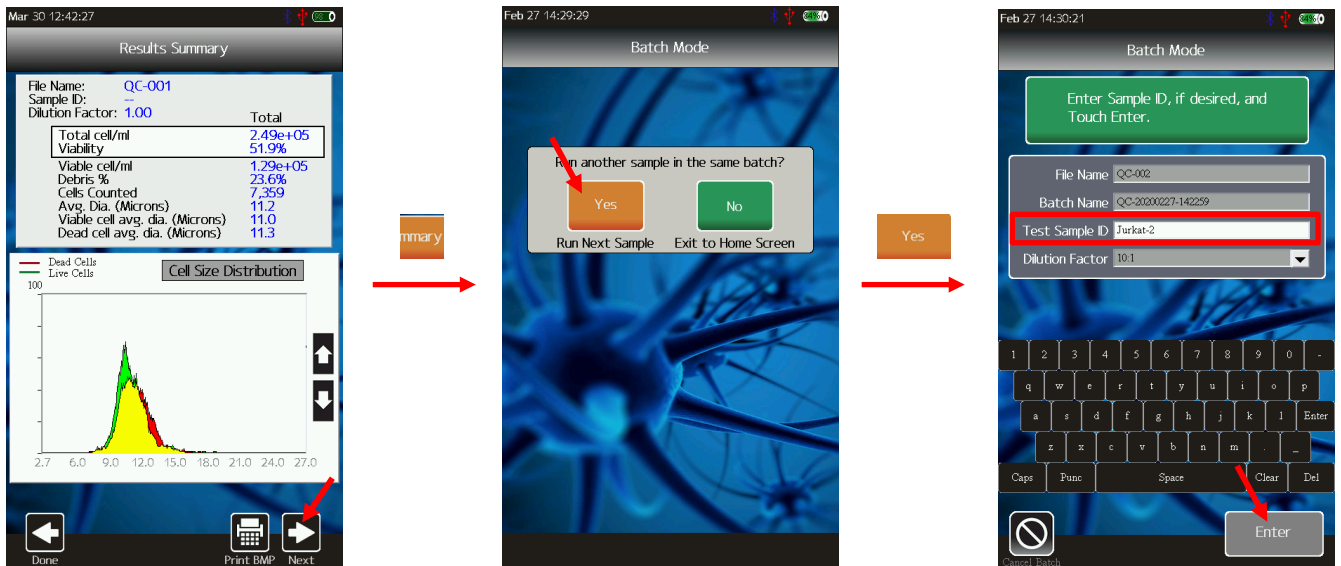 Mar 30 12:42:27
Results Summary
File Name: QC-001
Sample ID: --
Dilution Factor: 1.00
Total
Total cell/ml 2.49e+05
Viability 51.9%
Viable cell/ml 1.29e+05
Debris % 23.6%
Cells Counted 7,359
Avg. Dia. (Microns) 11.2
Viable cell avg. dia. (Microns) 11.0
Dead cell avg. dia. (Microns) 11.3
Dead Cells
Live Cells
Cell Size Distribution
100
2.7 6.0 9.0 12.0 15.0 18.0 21.0 24.0 27.0
Done
Print BMP
Next
mmary
Feb 27 14:29:29
84%
Batch Mode
Run another sample in the same batch?
Yes
No
Run Next Sample
Exit to Home Screen
Yes
Feb 27 14:30:21
84%
Batch Mode
Enter Sample ID, if desired, and
Touch Enter.
File Name QC-002
Batch Name QC-20200227-142259
Test Sample ID Jurkat-2
Dilution Factor 10:1
1 2 3 4 5 6 7 8 9 0 -
q w e r t y u i o p
a s d f g h j k l Enter
z x c v b n m . _
Caps Punc Space Clear Del
Enter
Cancel Batch